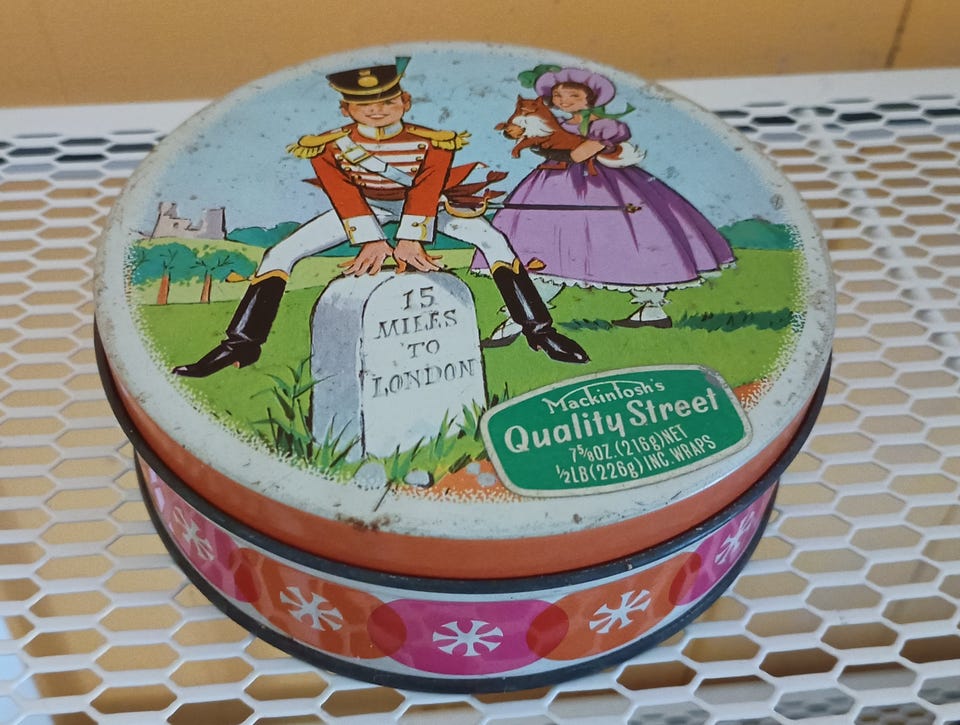 15
MILES
TO
LONDON
Mackintosh's
Quality Street
7⅝OZ.(216g)NET
½LB(226g)INC.WRAPS